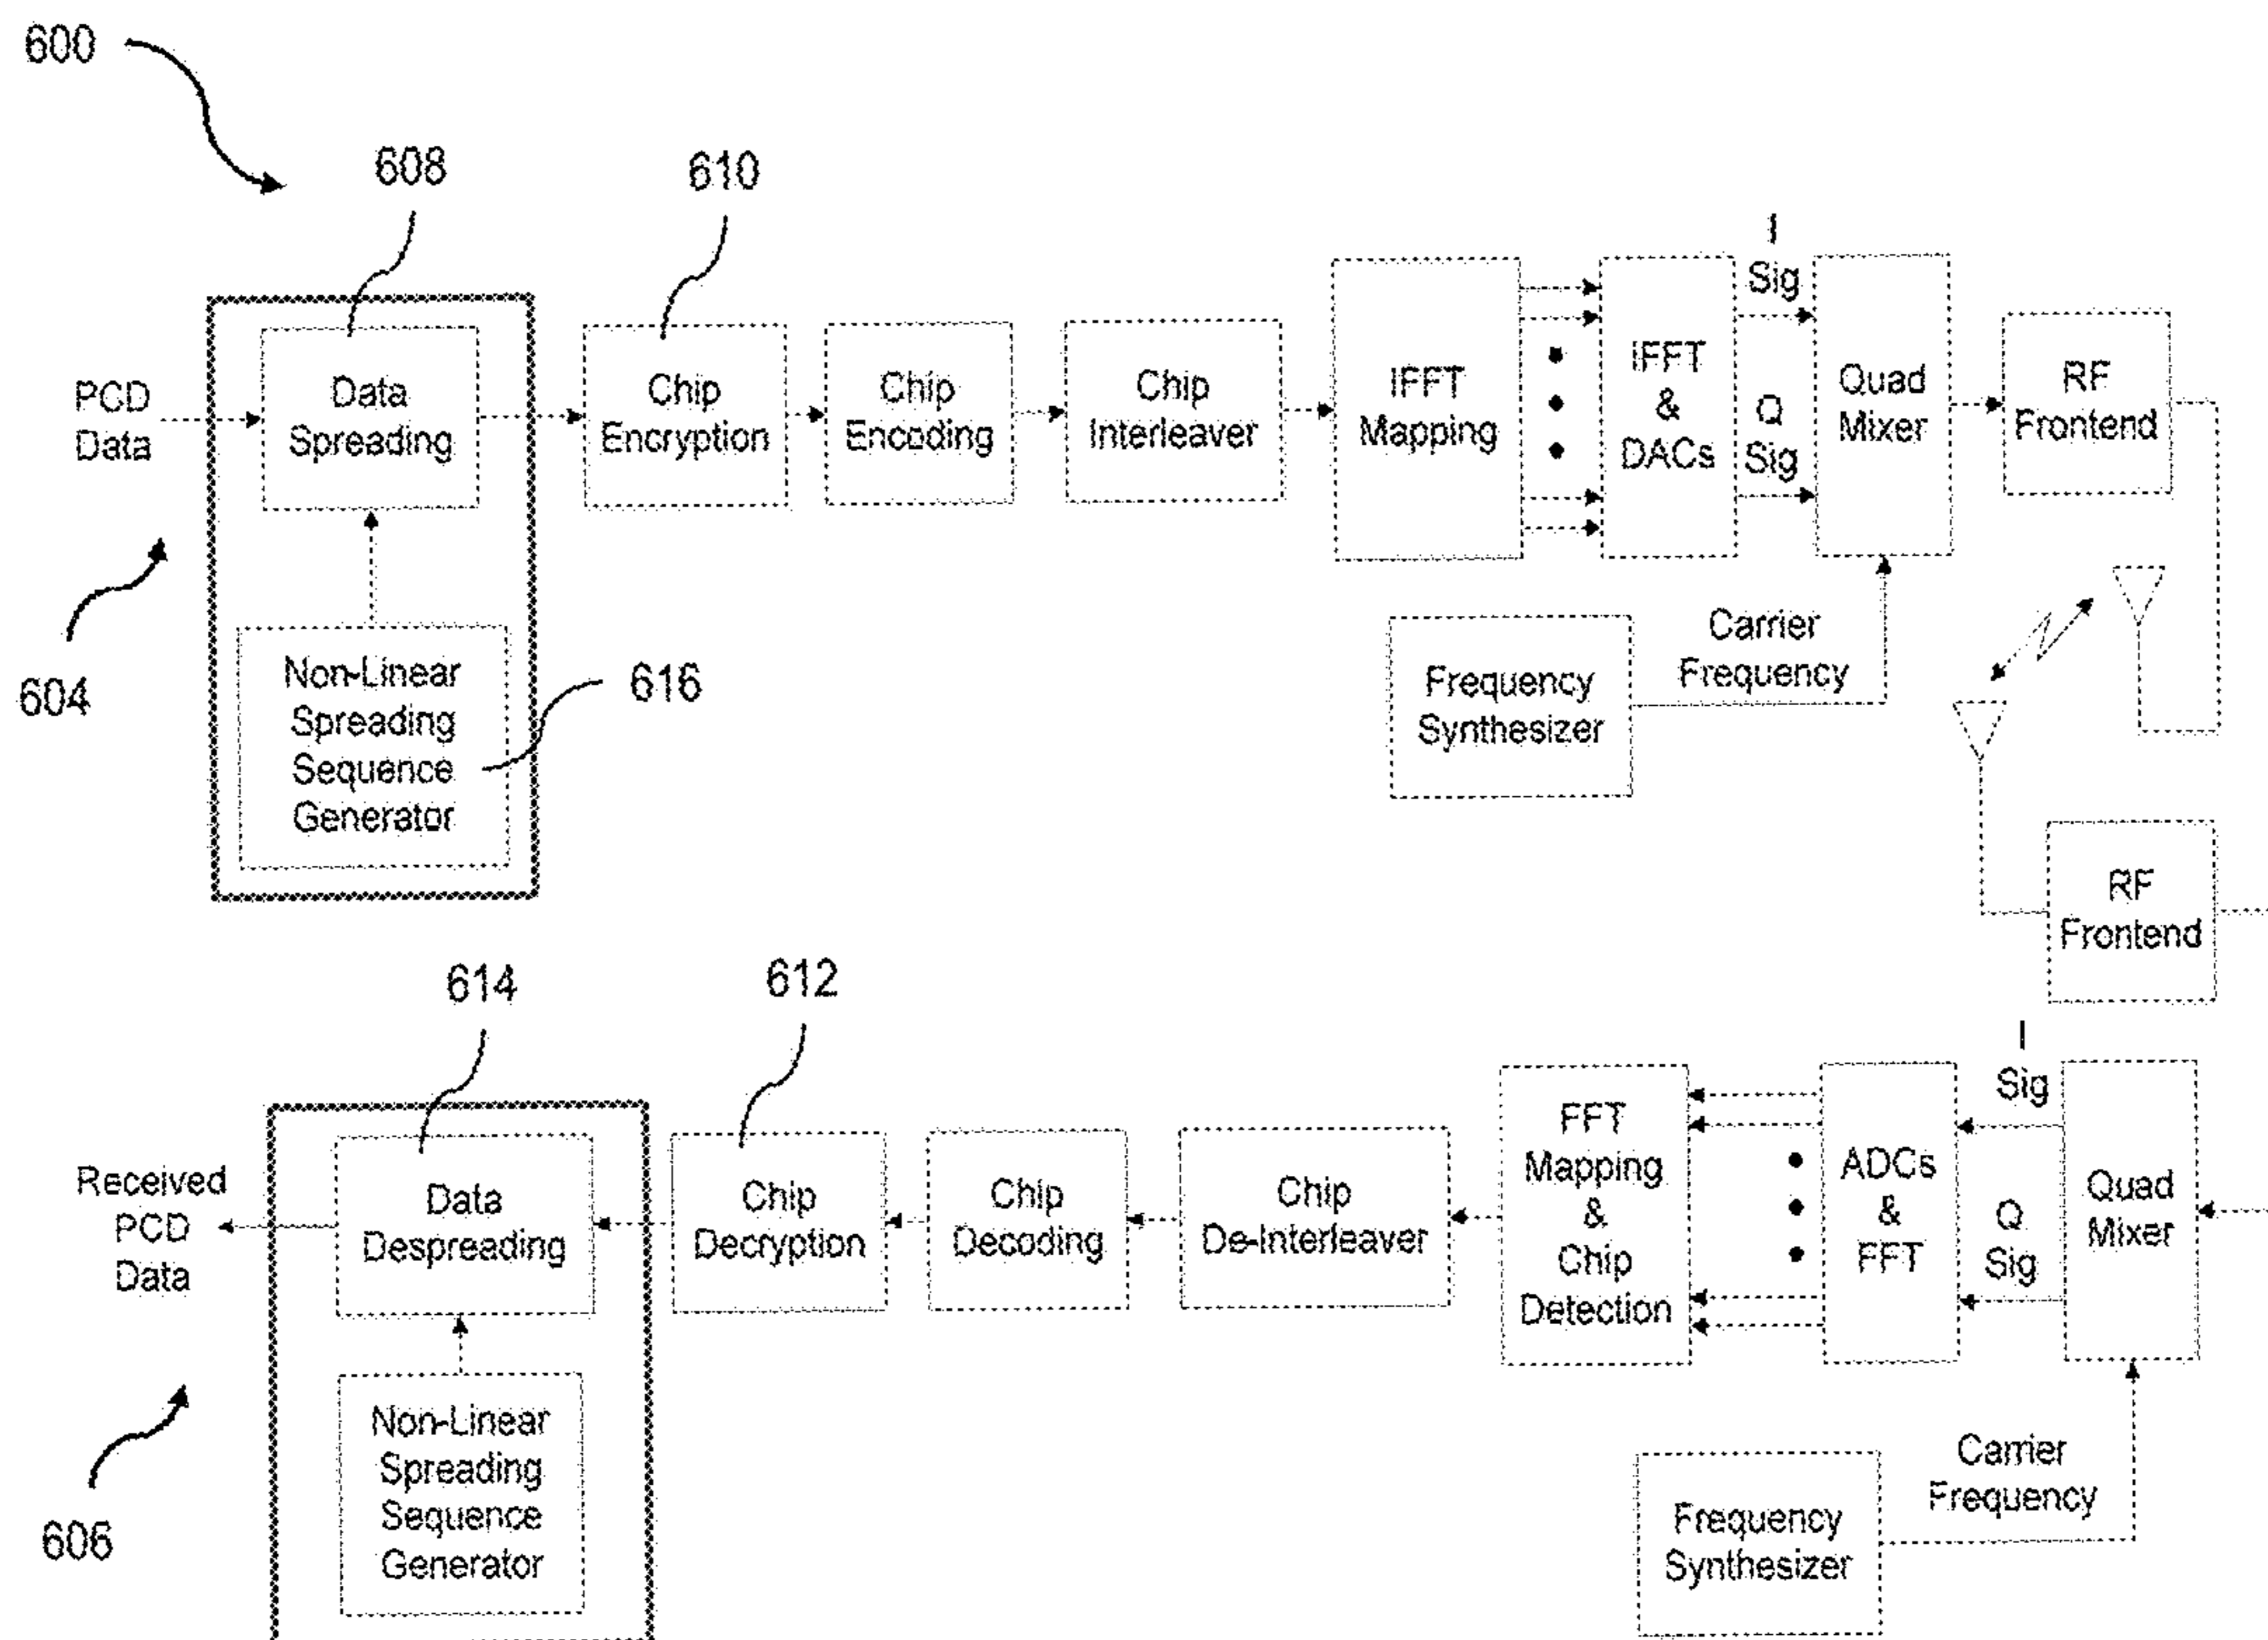 600
608
610
PCD
Data
Data
Spreading
Chip
Encryption
Chip
Encoding
Chip
Interleaver
IFFT
Mapping
IFFT
&
DACs
I
Sig
Q
Sig
Quad
Mixer
RF
Frontend
604
Non-Linear
Spreading
Sequence
Generator
616
Frequency
Synthesizer
Carrier
Frequency
RF
Frontend
614
612
Received
PCD
Data
Data
Despreading
Chip
Decryption
Chip
Decoding
Chip
De-Interleaver
FFT
Mapping
&
Chip
Detection
ADCs
&
FFT
I
Sig
Q
Sig
Quad
Mixer
606
Non-Linear
Spreading
Sequence
Generator
Frequency
Synthesizer
Carrier
Frequency